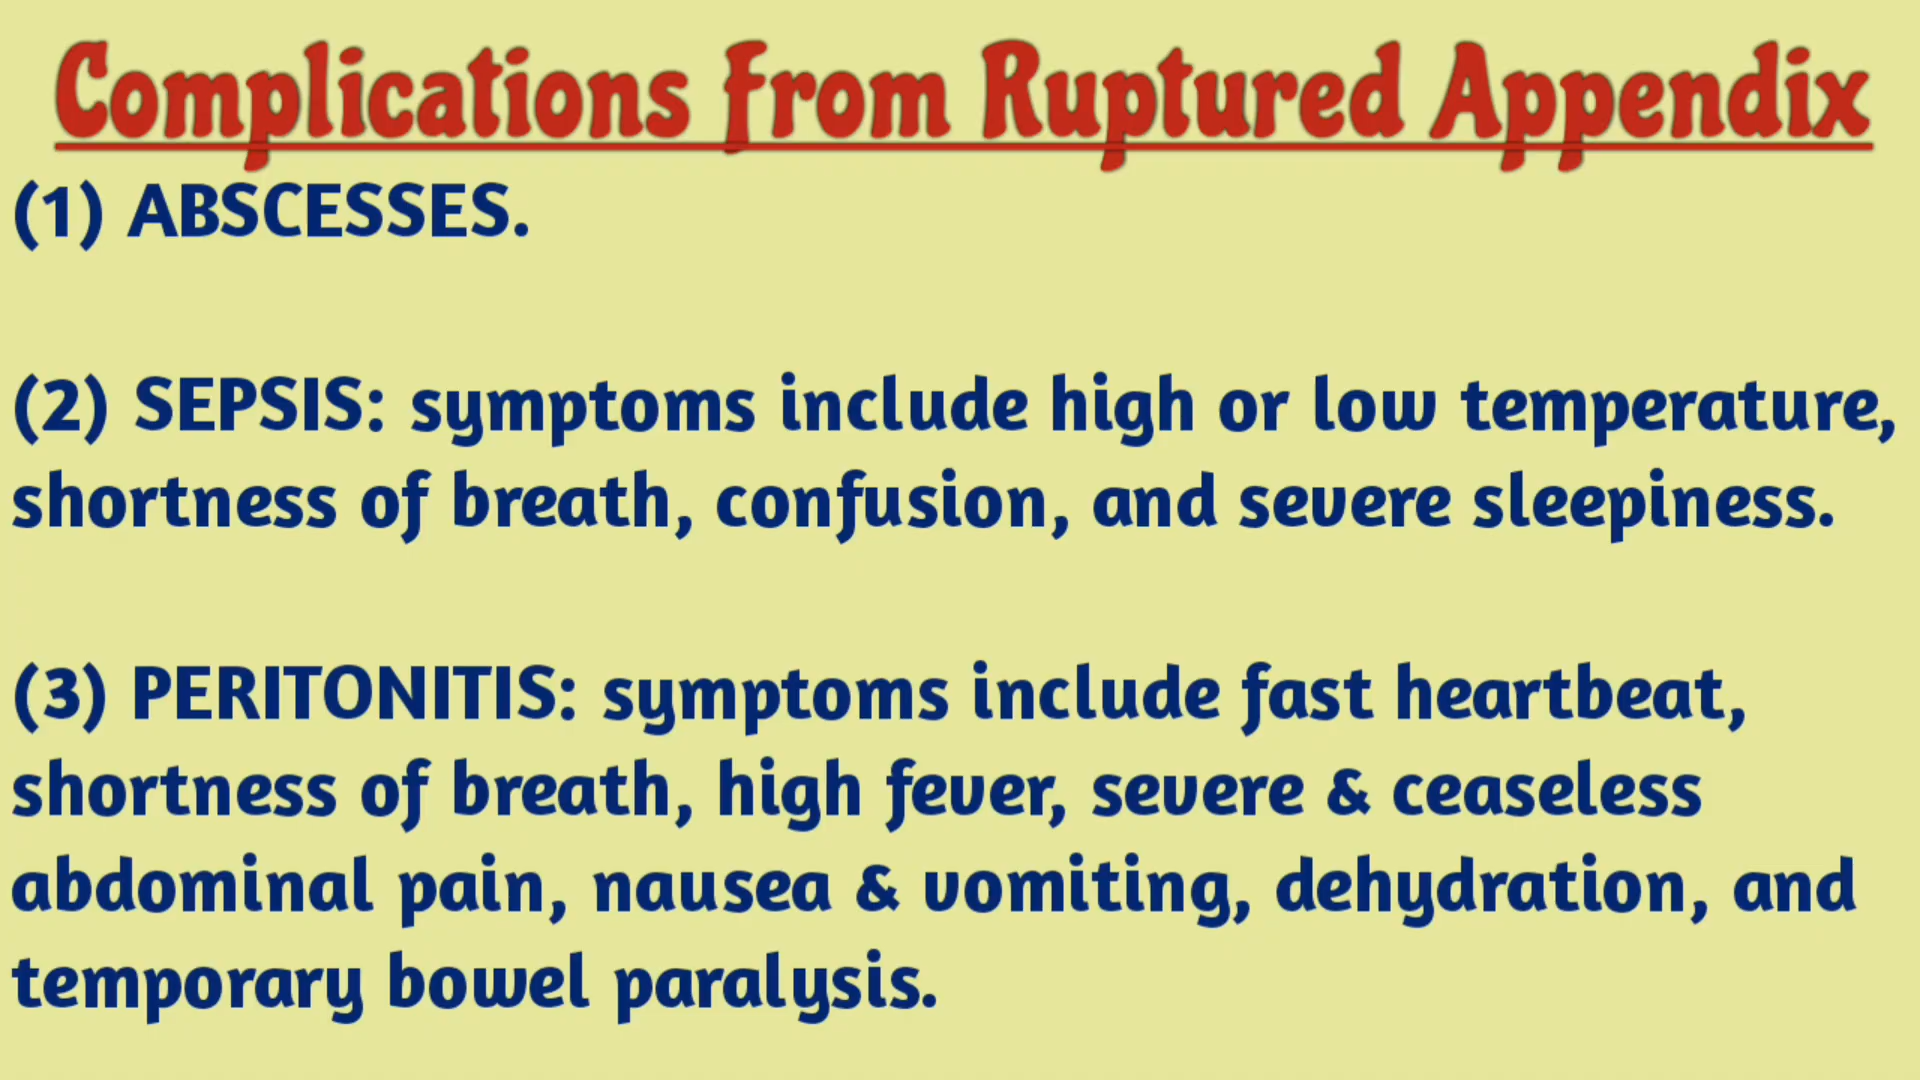 Complications from Ruptured Appendix
(1) ABSCESSES.
(2) SEPSIS: symptoms include high or low temperature,
shortness of breath, confusion, and severe sleepiness.
(3) PERITONITIS: symptoms include fast heartbeat,
shortness of breath, high fever, severe & ceaseless
abdominal pain, nausea & vomiting, dehydration, and
temporary bowel paralysis.